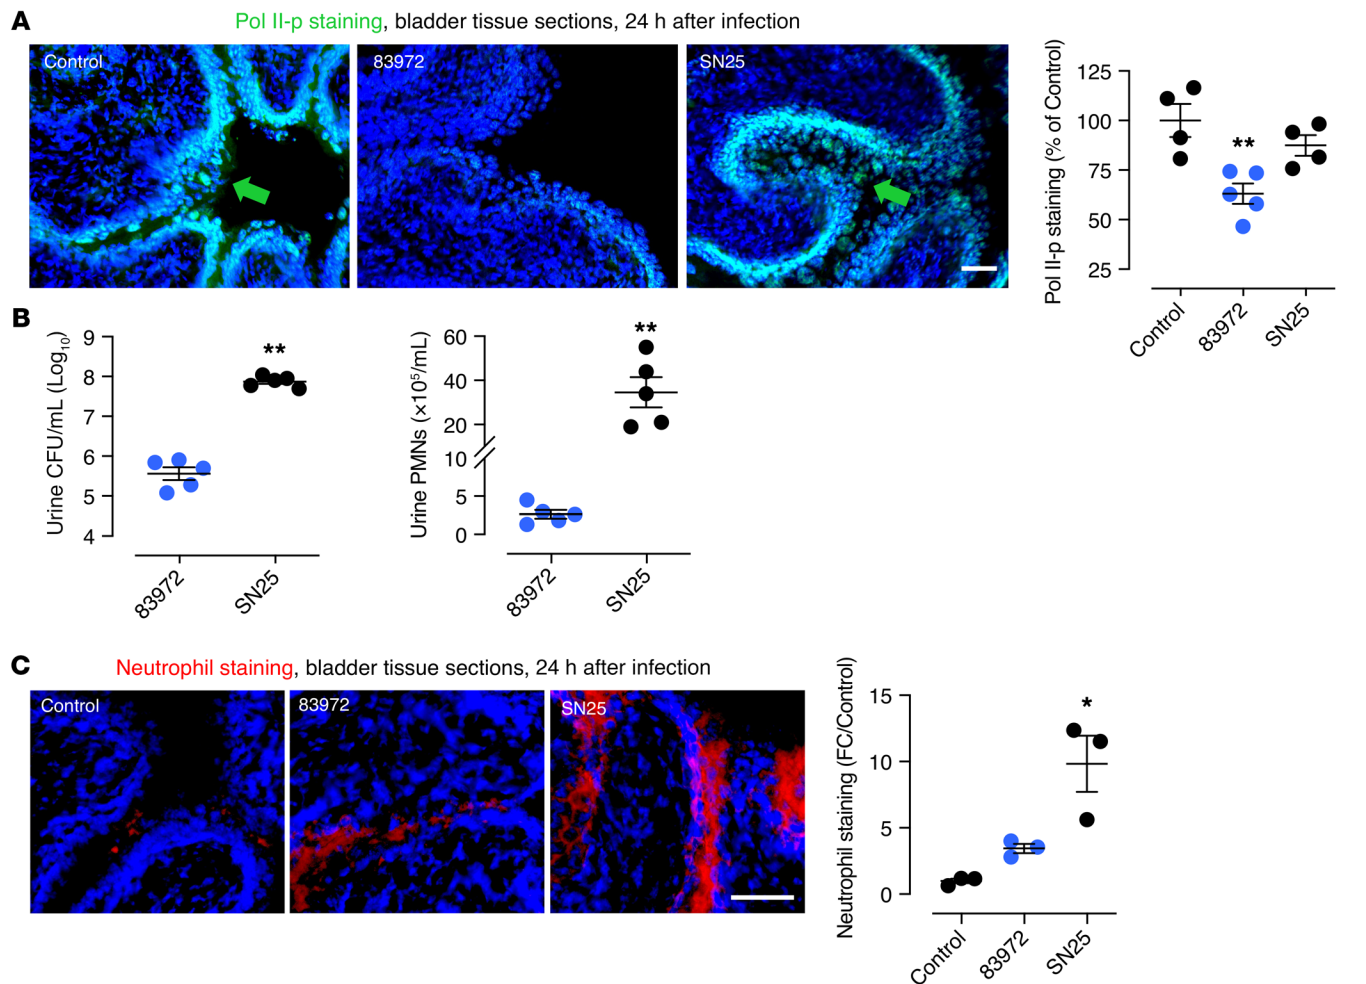 A
Pol II-p staining, bladder tissue sections, 24 h after infection
Control
83972
SN25
Pol II-p staining (% of Control)
125
100
75
50
25
**
Control
83972
SN25
B
Urine CFU/mL (Log10)
9
8
7
6
5
4
**
83972
SN25
Urine PMNs (×10⁵/mL)
60
40
20
10
5
0
**
83972
SN25
C
Neutrophil staining, bladder tissue sections, 24 h after infection
Control
83972
SN25
Neutrophil staining (FC/Control)
15
10
5
0
*
Control
83972
SN25